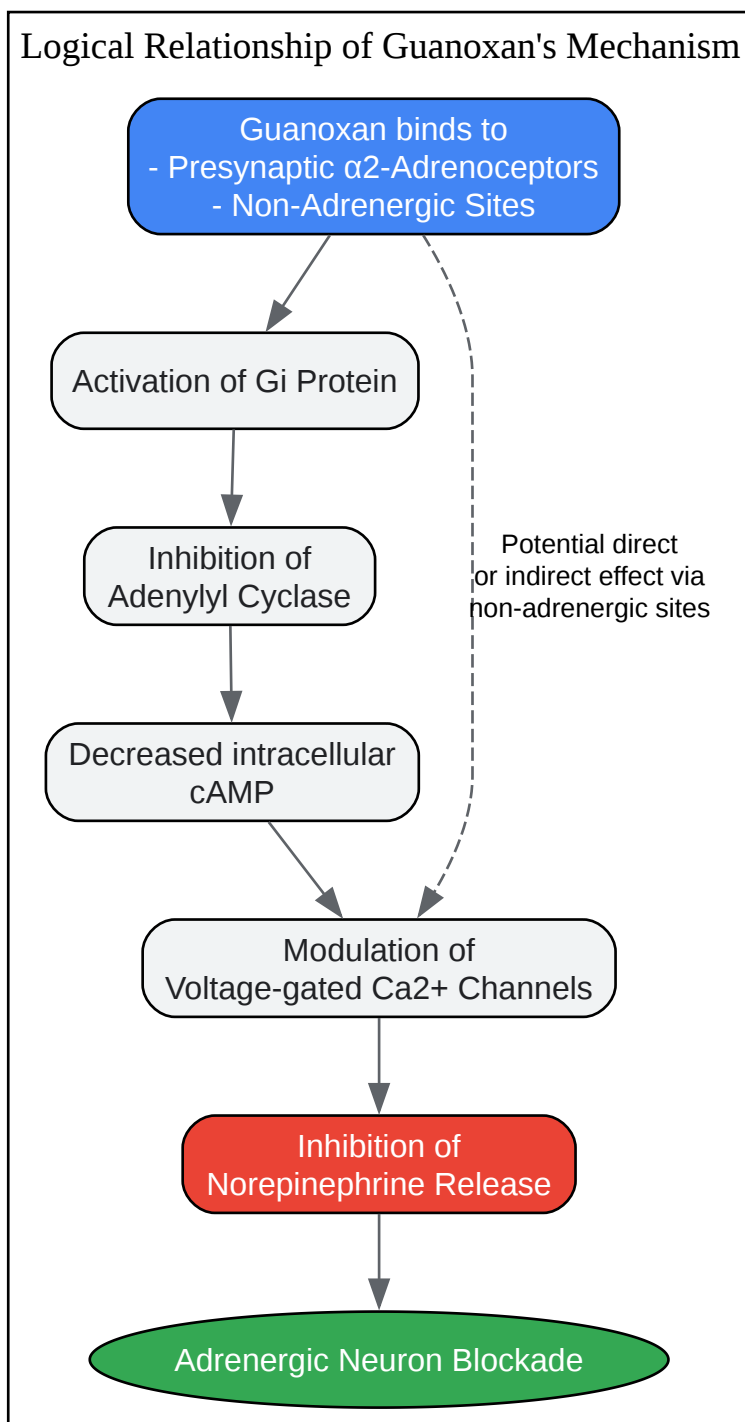 Logical Relationship of Guanoxan's Mechanism
Guanoxan binds to
- Presynaptic α2-Adrenoceptors
- Non-Adrenergic Sites
Activation of Gi Protein
Inhibition of
Adenylyl Cyclase
Potential direct
or indirect effect via
non-adrenergic sites
Decreased intracellular
cAMP
Modulation of
Voltage-gated Ca2+ Channels
Inhibition of
Norepinephrine Release
Adrenergic Neuron Blockade